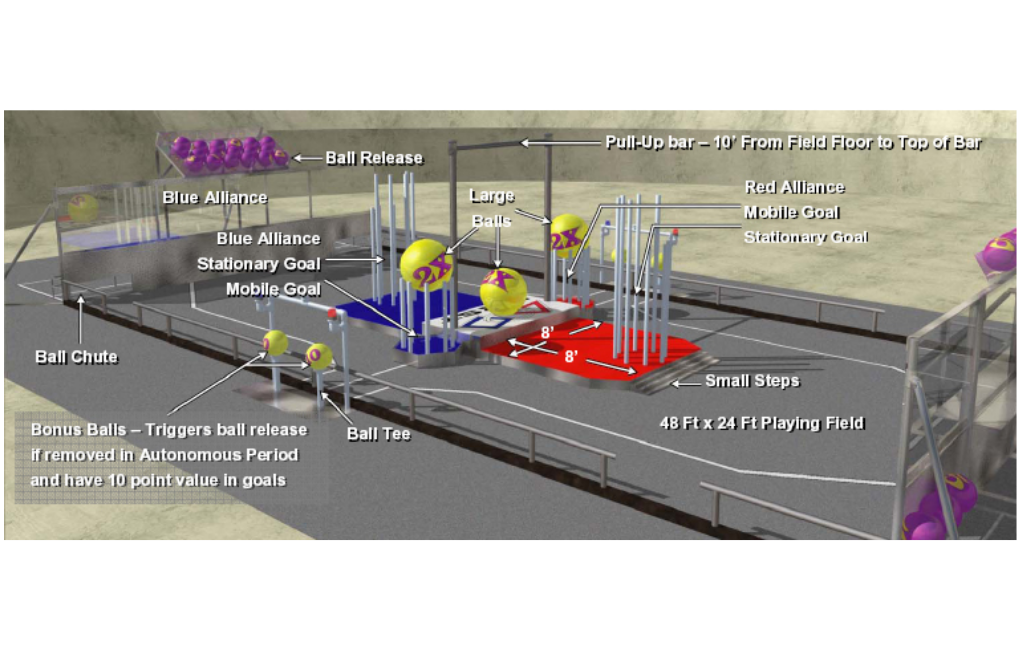 Pull-Up bar – 10' From Field Floor to Top of Bar
Ball Release
Blue Alliance
Large
Balls
Red Alliance
Mobile Goal
Stationary Goal
Blue Alliance
Stationary Goal
Mobile Goal
2X
2X
2X
8'
8'
Ball Chute
Small Steps
Ball Tee
48 Ft x 24 Ft Playing Field
Bonus Balls – Triggers ball release
if removed in Autonomous Period
and have 10 point value in goals